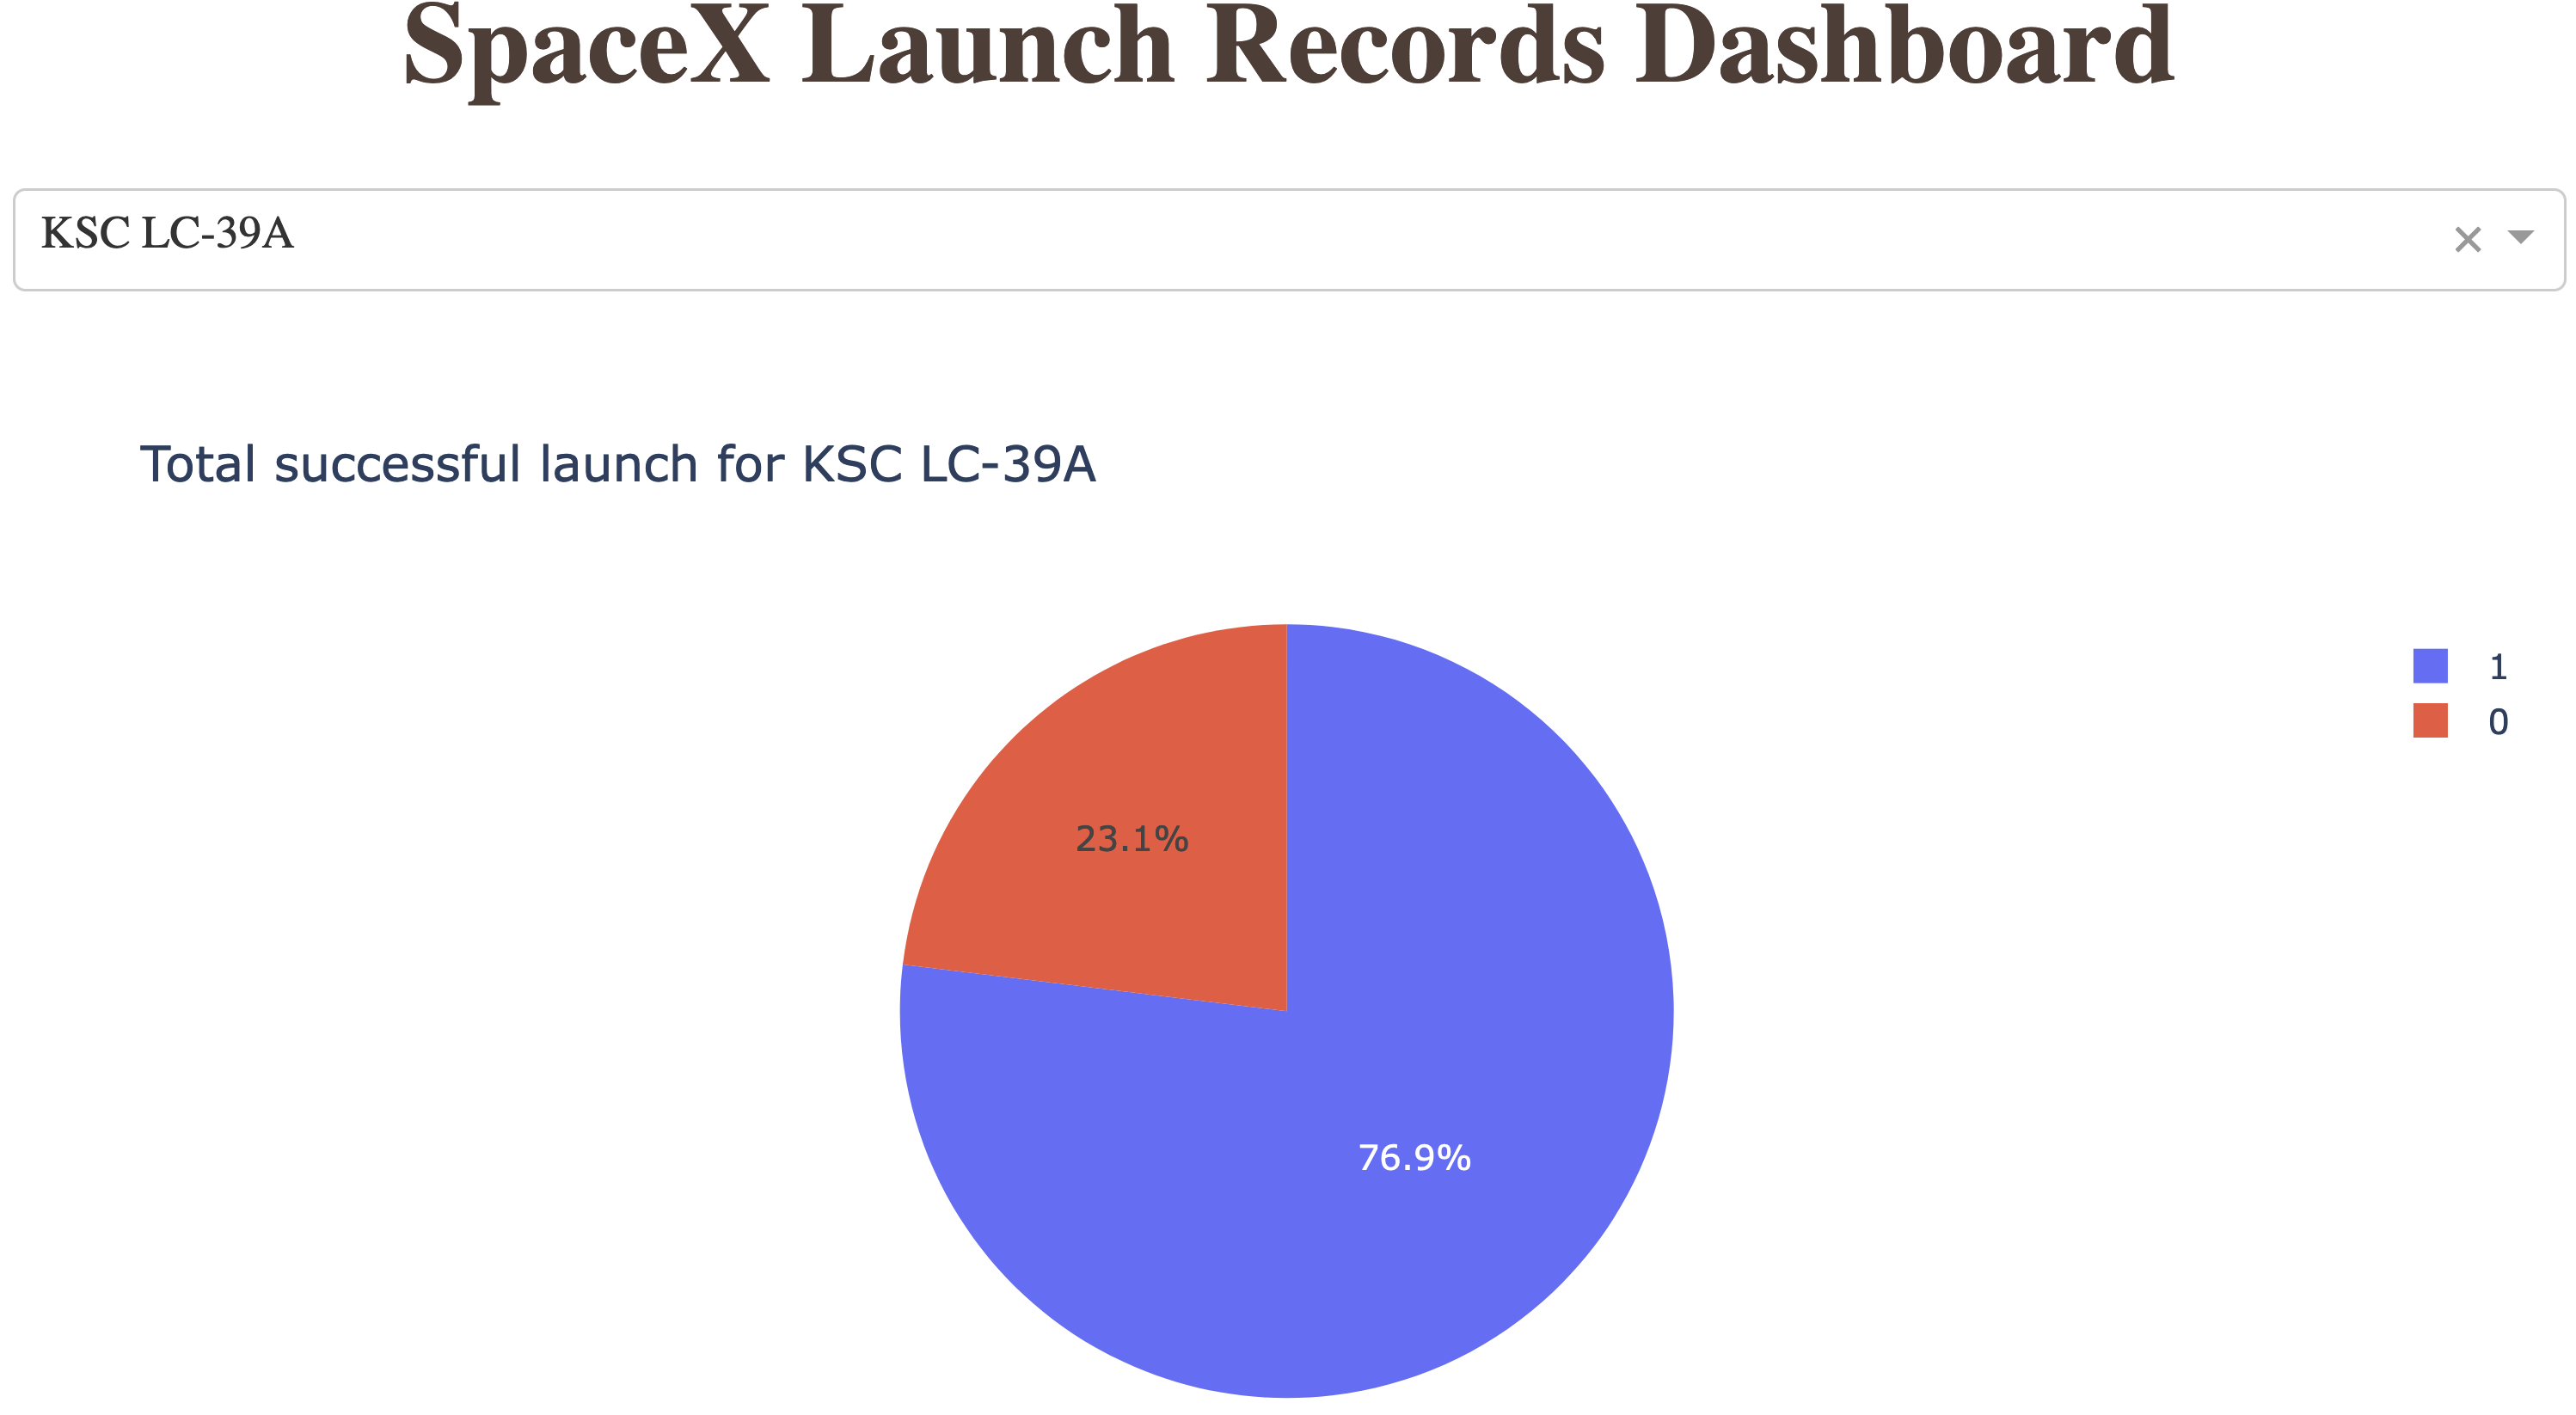 SpaceX Launch Records Dashboard
KSC LC-39A
Total successful launch for KSC LC-39A
1
0
23.1%
76.9%